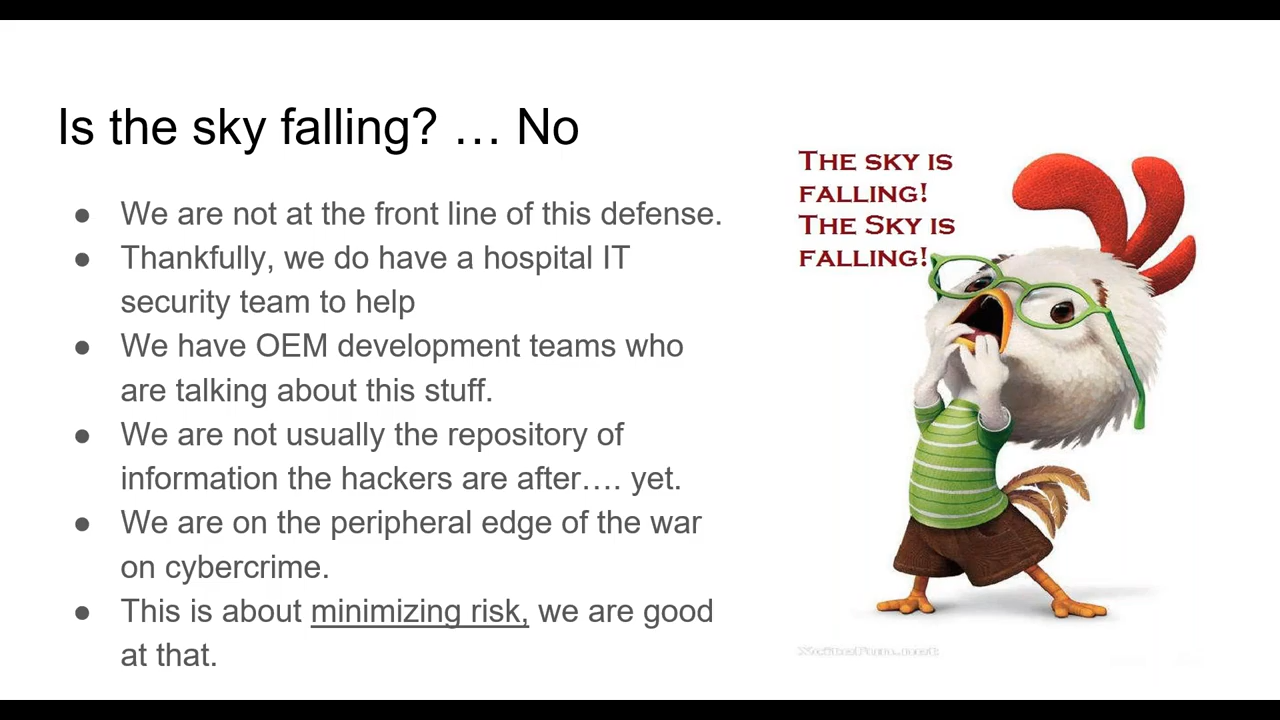 Is the sky falling? … No
● We are not at the front line of this defense.
● Thankfully, we do have a hospital IT
security team to help
● We have OEM development teams who
are talking about this stuff.
● We are not usually the repository of
information the hackers are after…. yet.
● We are on the peripheral edge of the war
on cybercrime.
● This is about minimizing risk, we are good
at that.
The sky is
falling!
The Sky is
falling!
XciteFun.net